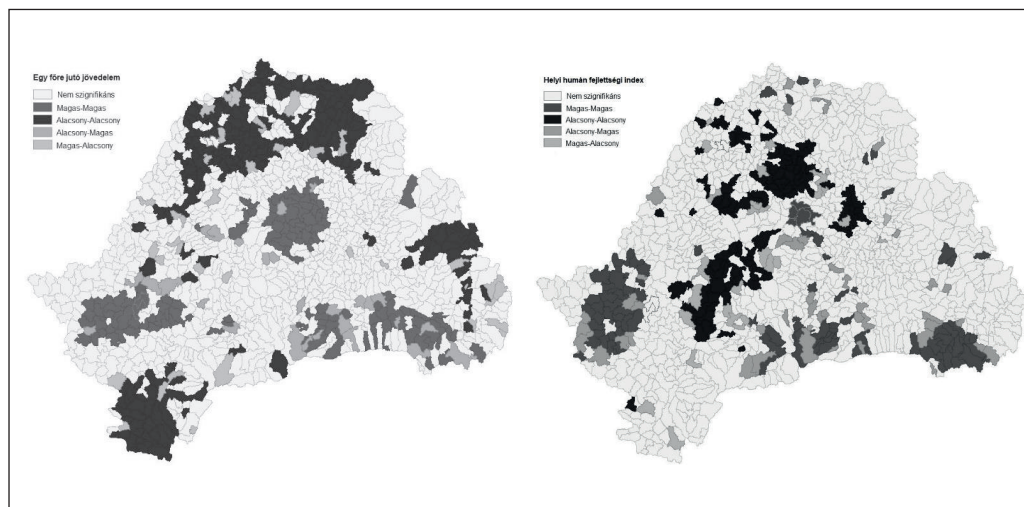 Egy főre jutó jövedelem
Nem szignifikáns
Magas-Magas
Alacsony-Alacsony
Alacsony-Magas
Magas-Alacsony
Helyi humán fejlettségi index
Nem szignifikáns
Magas-Magas
Alacsony-Alacsony
Alacsony-Magas
Magas-Alacsony